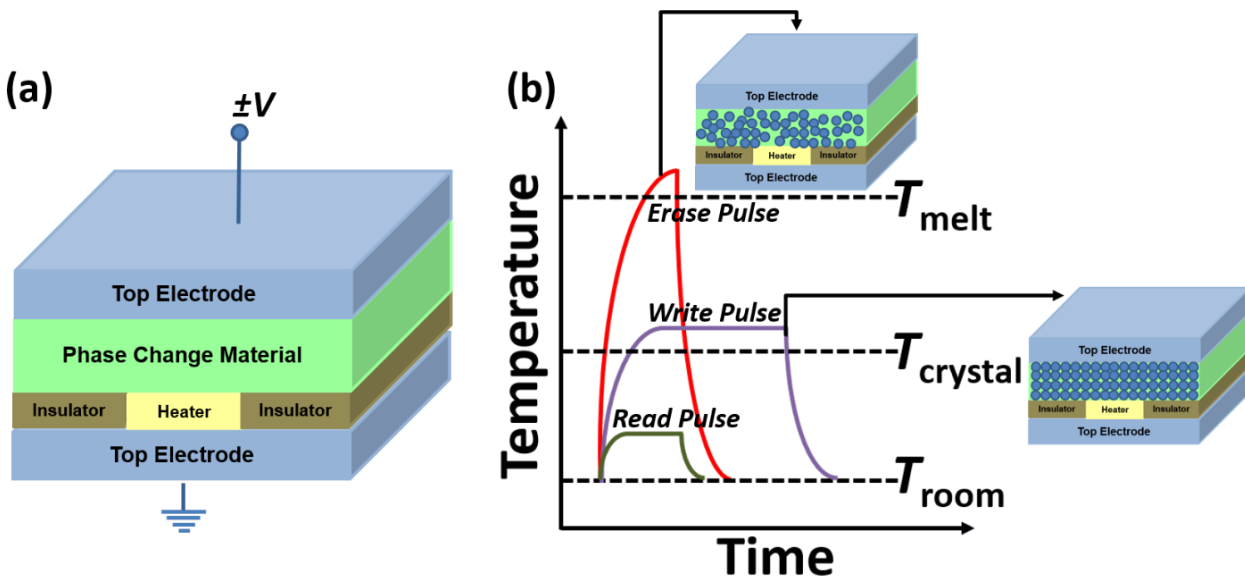 (a)
±V
Top Electrode
Phase Change Material
Insulator Heater Insulator
Top Electrode
(b)
Top Electrode
Insulator Heater Insulator
Top Electrode
Temperature
Erase Pulse
Tmelt
Write Pulse
Tcrystal
Read Pulse
Troom
Time
Top Electrode
Insulator Heater Insulator
Top Electrode